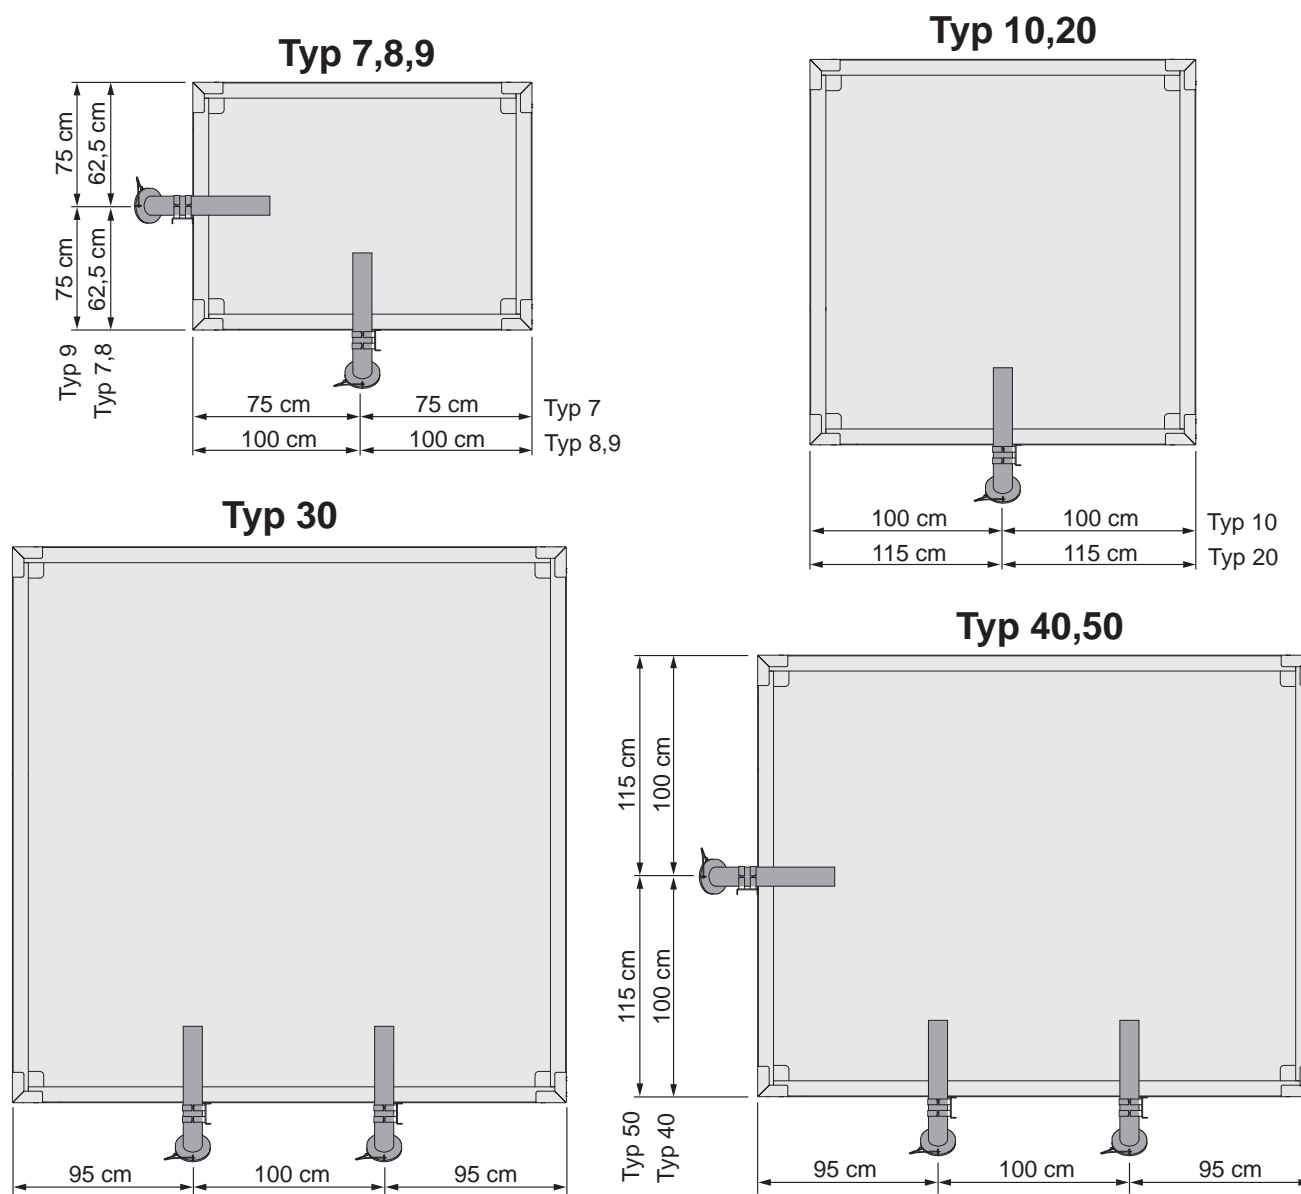 Typ 7,8,9
75 cm
62,5 cm
75 cm
62,5 cm
Typ 9
Typ 7,8
75 cm 75 cm Typ 7
100 cm 100 cm Typ 8,9
Typ 10,20
100 cm 100 cm Typ 10
115 cm 115 cm Typ 20
Typ 30
95 cm 100 cm 95 cm
Typ 40,50
115 cm
100 cm
115 cm
100 cm
Typ 50
Typ 40
95 cm 100 cm 95 cm